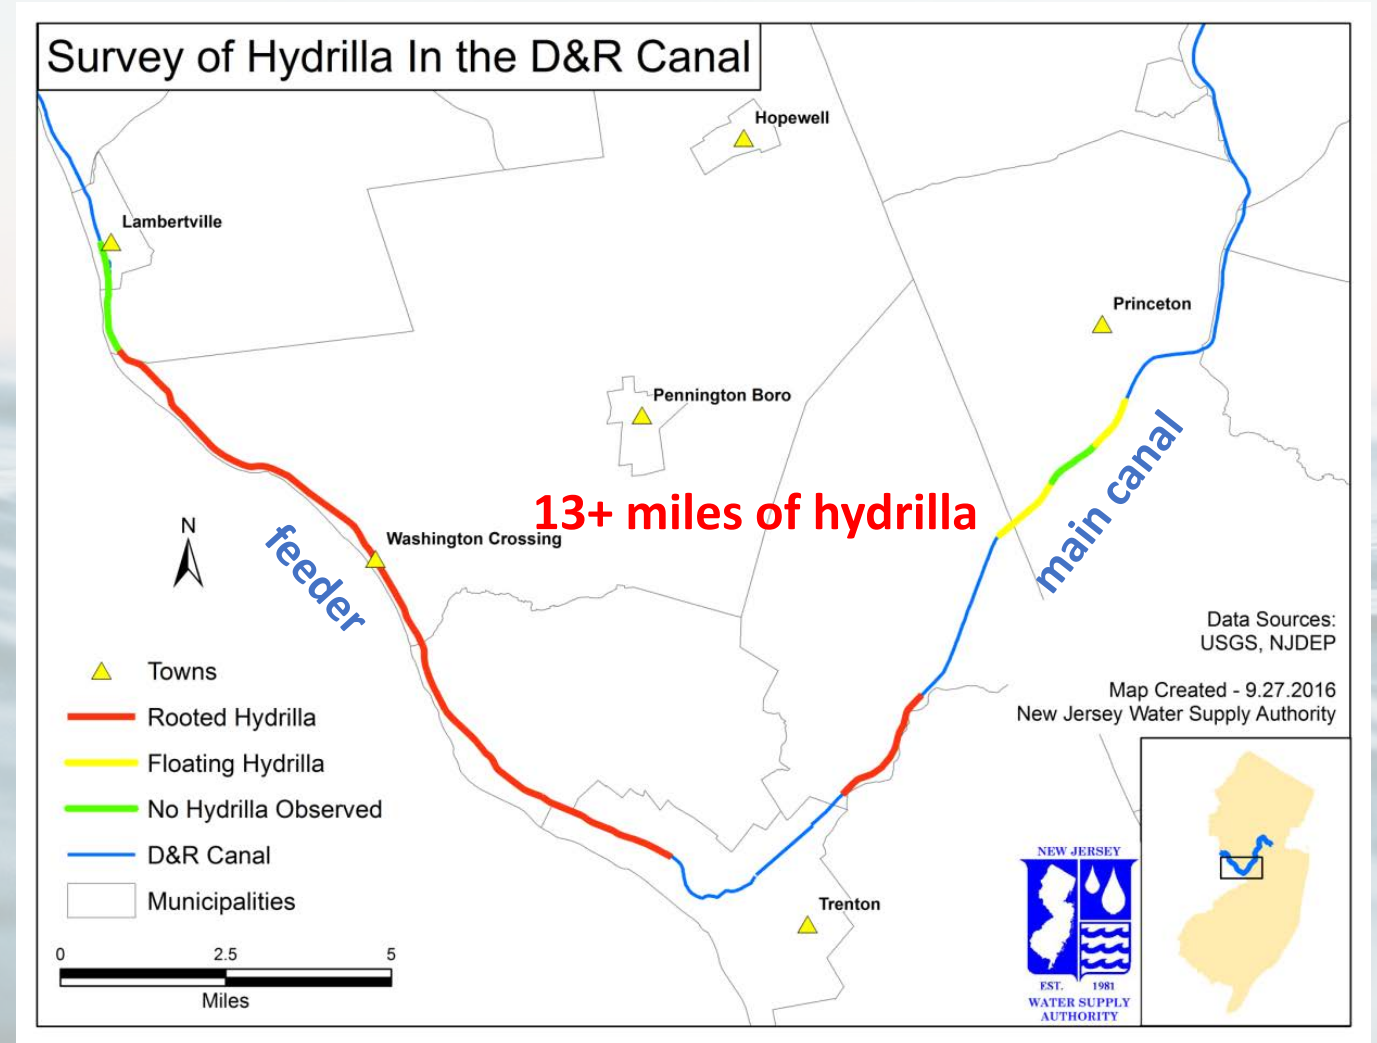 Survey of Hydrilla In the D&R Canal
Hopewell
Lambertville
Princeton
Pennington Boro
13+ miles of hydrilla
main canal
N
Washington Crossing
feeder
Data Sources:
USGS, NJDEP
Map Created - 9.27.2016
New Jersey Water Supply Authority
Towns
Rooted Hydrilla
Floating Hydrilla
No Hydrilla Observed
D&R Canal
Municipalities
Trenton
0 2.5 5
Miles
NEW JERSEY
EST. 1981
WATER SUPPLY
AUTHORITY